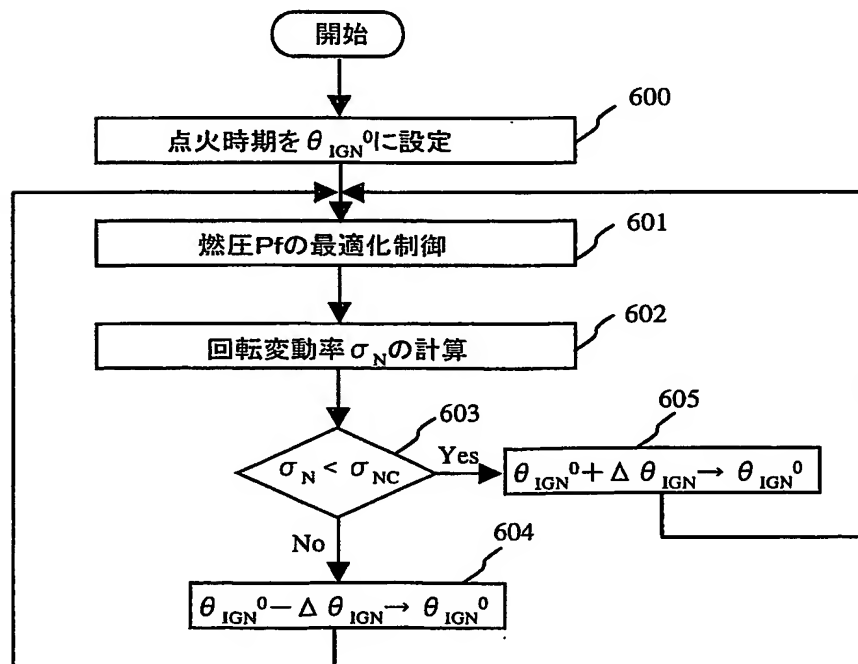 開始
600
点火時期をθIGN⁰に設定
601
燃圧Pfの最適化制御
602
回転変動率σNの計算
603
σN < σNC
Yes
605
θIGN⁰+Δ θIGN→ θIGN⁰
No
604
θIGN⁰−Δ θIGN→ θIGN⁰